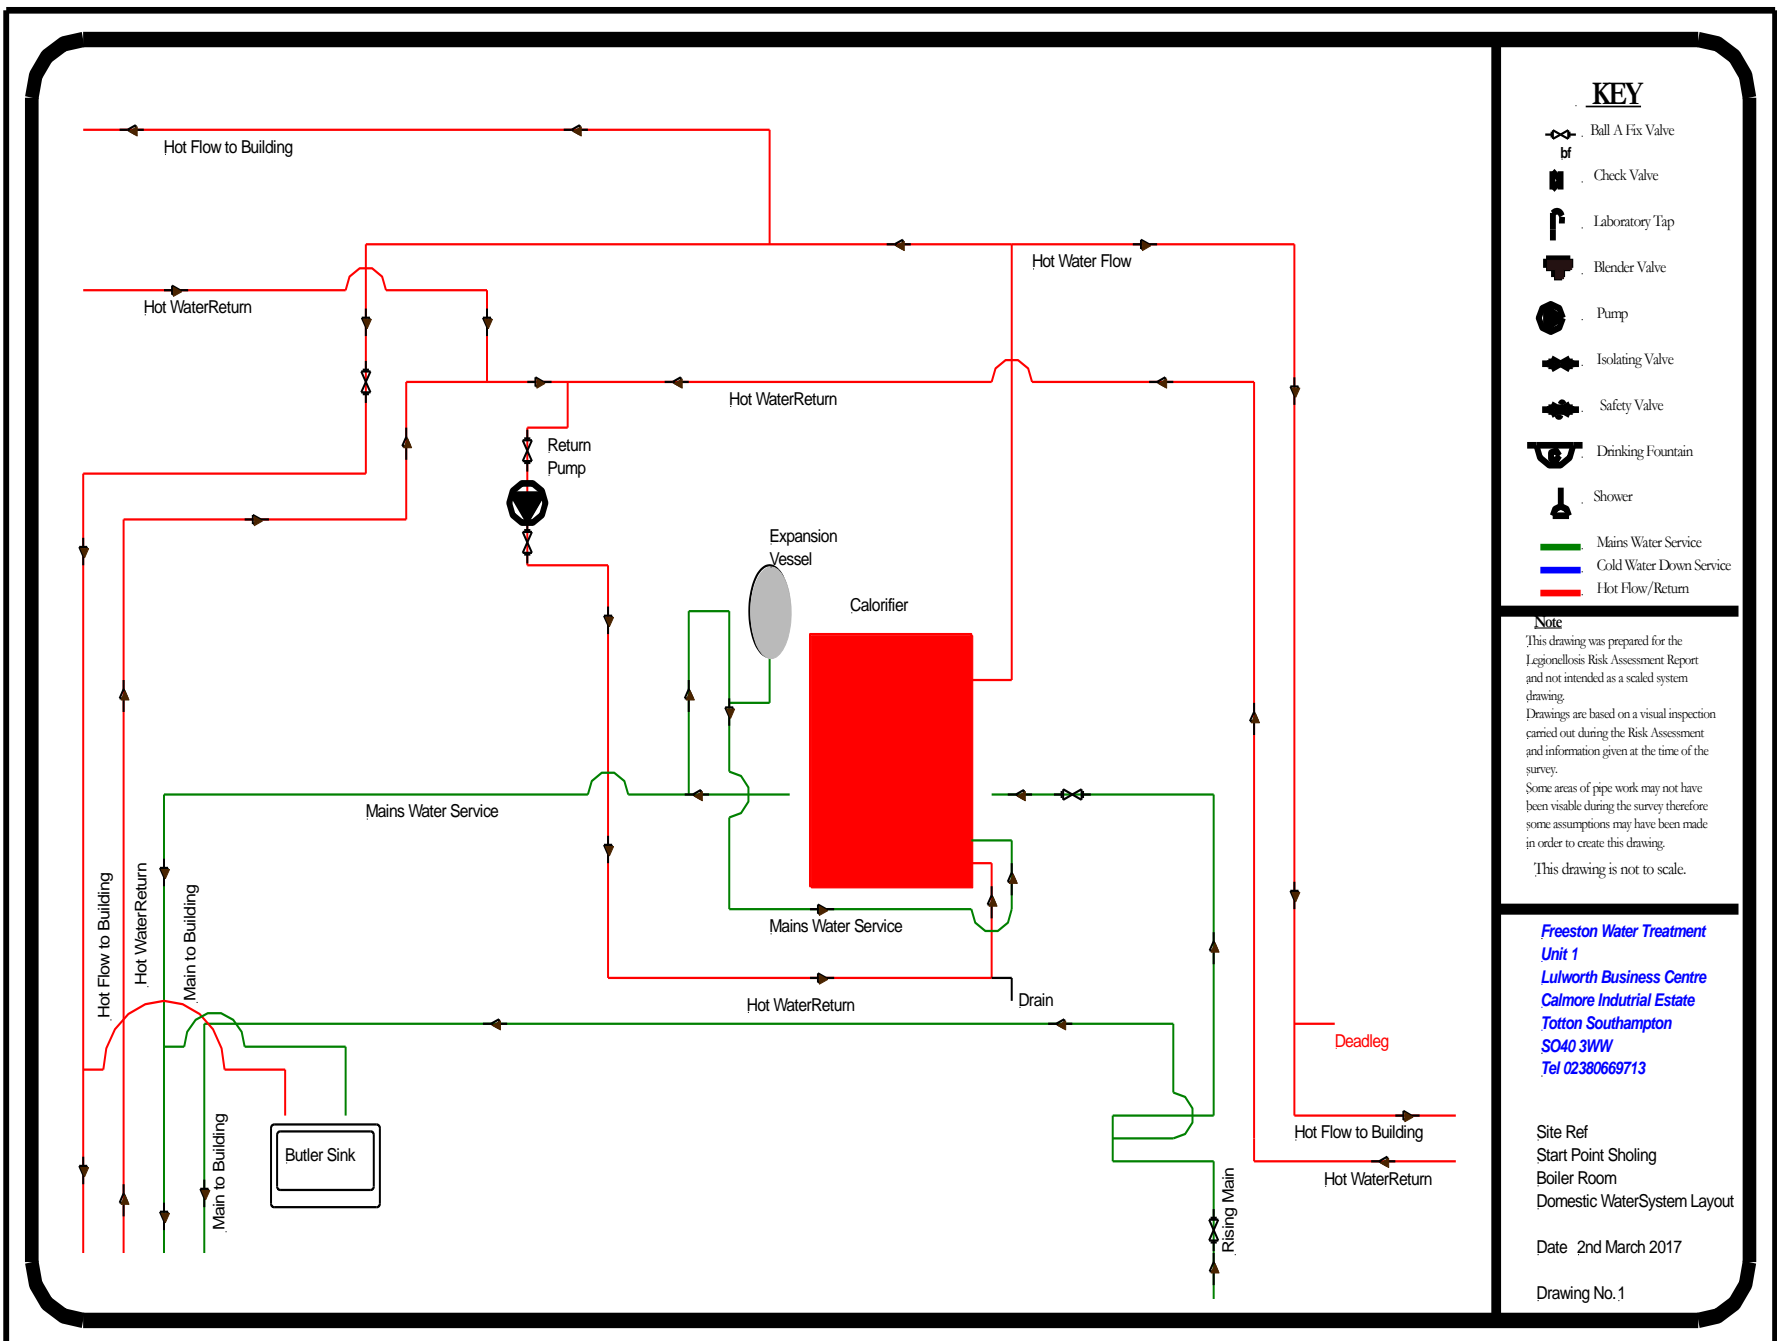 Hot Flow to Building
Hot Water Flow
Hot WaterReturn
Hot WaterReturn
Return
Pump
Expansion
Vessel
Calorifier
Mains Water Service
Mains Water Service
Hot WaterReturn
Drain
Hot Flow to Building
Hot WaterReturn
Main to Building
Main to Building
Butler Sink
Deadleg
Hot Flow to Building
Hot WaterReturn
Rising Main
KEY
Ball A Fix Valve
bf
Check Valve
Laboratory Tap
Blender Valve
Pump
Isolating Valve
Safety Valve
Drinking Fountain
Shower
Mains Water Service
Cold Water Down Service
Hot Flow/Return
Note
This drawing was prepared for the
Legionellosis Risk Assessment Report
and not intended as a scaled system
drawing.
Drawings are based on a visual inspection
carried out during the Risk Assessment
and information given at the time of the
survey.
Some areas of pipe work may not have
been visable during the survey therefore
some assumptions may have been made
in order to create this drawing.
This drawing is not to scale.
Freeston Water Treatment
Unit 1
Lulworth Business Centre
Calmore Indutrial Estate
Totton Southampton
SO40 3WW
Tel 02380669713
Site Ref
Start Point Sholing
Boiler Room
Domestic WaterSystem Layout
Date 2nd March 2017
Drawing No.1